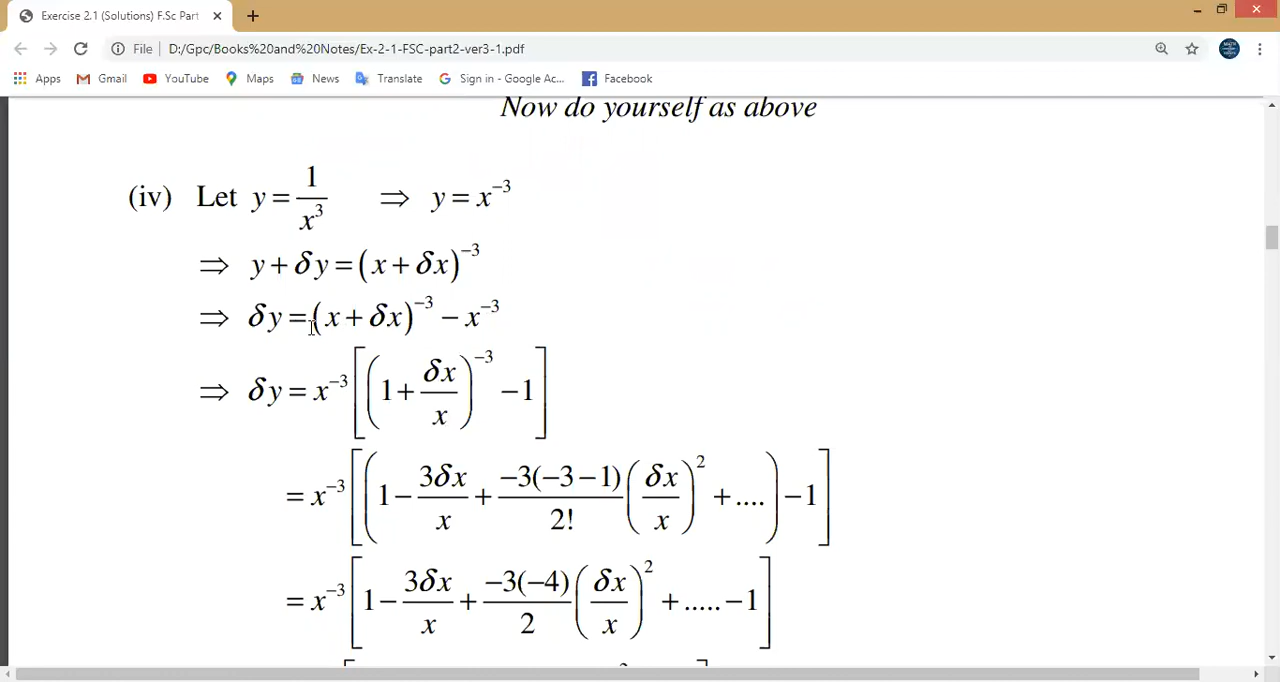 Exercise 2.1 (Solutions) F.Sc Part
File D:/Gpc/Books%20and%20Notes/Ex-2-1-FSC-part2-ver3-1.pdf
Apps Gmail YouTube Maps News Translate Sign in - Google Ac... Facebook
Now do yourself as above
(iv) Let y = 1/x³ ⇒ y = x⁻³
⇒ y + δy = (x + δx)⁻³
⇒ δy = (x + δx)⁻³ − x⁻³
⇒ δy = x⁻³[(1 + δx/x)⁻³ − 1]
= x⁻³[(1 − 3δx/x + −3(−3−1)/2! (δx/x)² + ....) − 1]
= x⁻³[1 − 3δx/x + −3(−4)/2 (δx/x)² + ..... − 1]